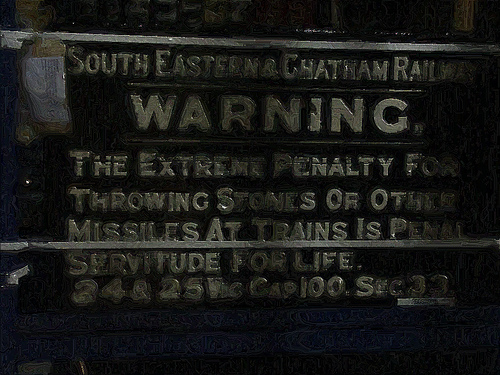 SOUTH EASTERN & CHATHAM RAILWAY
WARNING.
THE EXTREME PENALTY FOR
THROWING STONES OR OTHER
MISSILES AT TRAINS IS PENAL
SERVITUDE FOR LIFE.
24 & 25 VIC CAP 100. SEC 33.